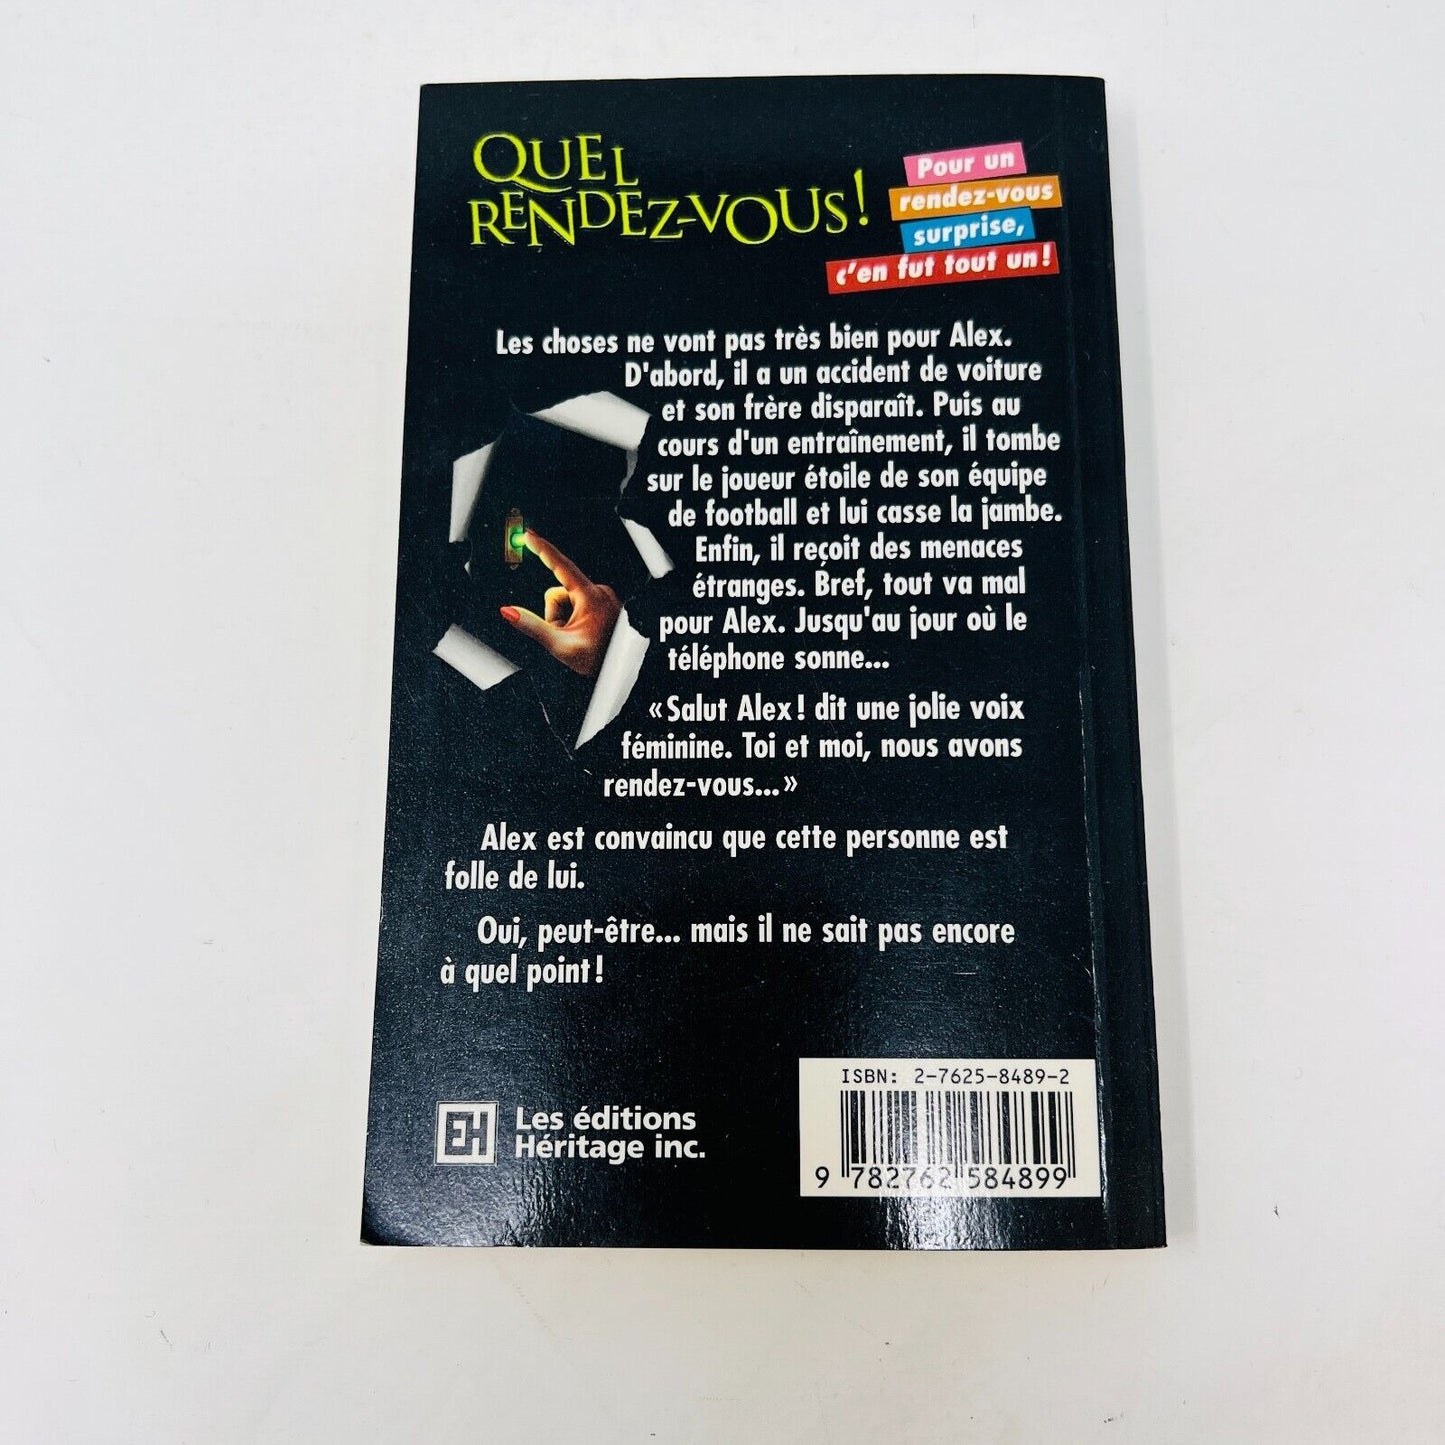 QUEL
RENDEZ-VOUS!
Pour un
rendez-vous
surprise,
c'en fut tout un!
Les choses ne vont pas très bien pour Alex.
D'abord, il a un accident de voiture
et son frère disparaît. Puis au
cours d'un entraînement, il tombe
sur le joueur étoile de son équipe
de football et lui casse la jambe.
Enfin, il reçoit des menaces
étranges. Bref, tout va mal
pour Alex. Jusqu'au jour où le
téléphone sonne...
«Salut Alex! dit une jolie voix
féminine. Toi et moi, nous avons
rendez-vous...»
Alex est convaincu que cette personne est
folle de lui.
Oui, peut-être... mais il ne sait pas encore
à quel point!
EH
Les éditions
Héritage inc.
ISBN: 2-7625-8489-2
9 782762 584899